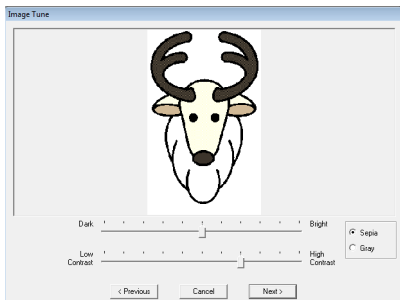 Image Tune
Dark
Bright
Low
Contrast
High
Contrast
Sepia
Gray
< Previous
Cancel
Next >